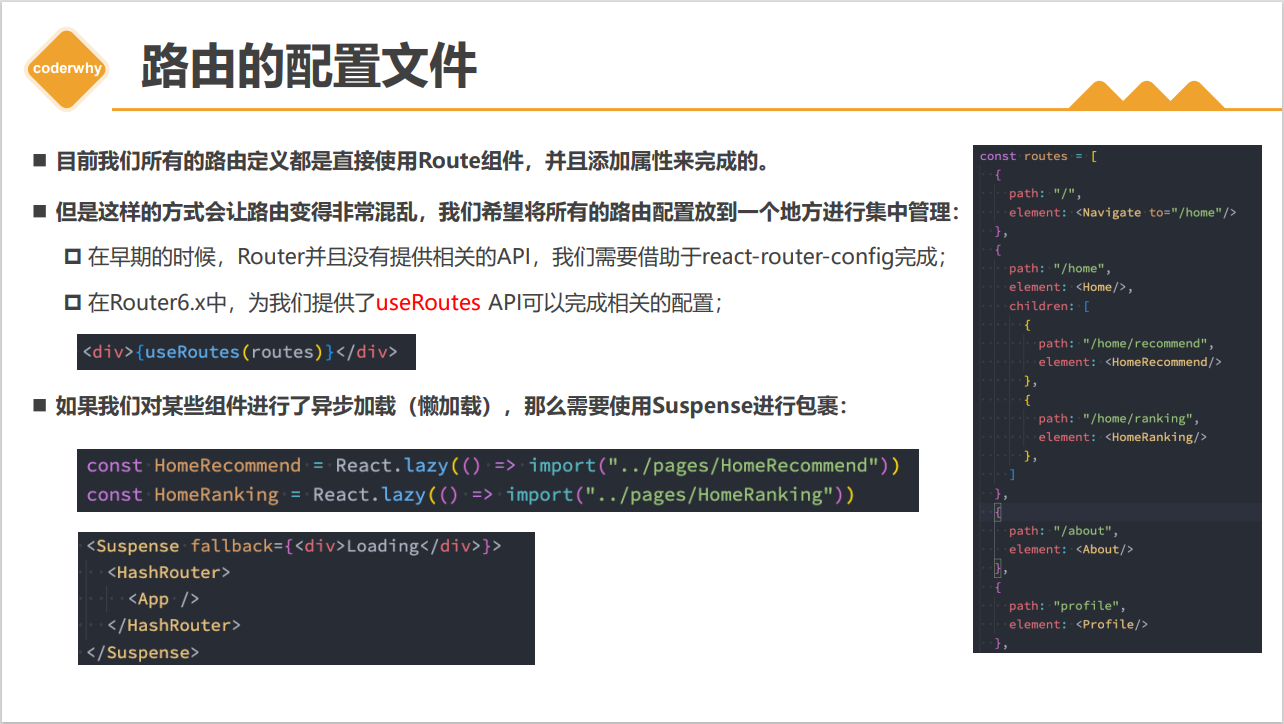 coderwhy
路由的配置文件
目前我们所有的路由定义都是直接使用Route组件，并且添加属性来完成的。
但是这样的方式会让路由变得非常混乱，我们希望将所有的路由配置放到一个地方进行集中管理：
在早期的时候，Router并且没有提供相关的API，我们需要借助于react-router-config完成；
在Router6.x中，为我们提供了useRoutes API可以完成相关的配置；
<div>{useRoutes(routes)}</div>
如果我们对某些组件进行了异步加载（懒加载），那么需要使用Suspense进行包裹：
const HomeRecommend = React.lazy(() => import("../pages/HomeRecommend"))
const HomeRanking = React.lazy(() => import("../pages/HomeRanking"))
<Suspense fallback={<div>Loading</div>}>
<HashRouter>
<App />
</HashRouter>
</Suspense>
const routes = [
{
path: "/",
element: <Navigate to="/home"/>
},
{
path: "/home",
element: <Home/>,
children: [
{
path: "/home/recommend",
element: <HomeRecommend/>
},
{
path: "/home/ranking",
element: <HomeRanking/>
},
]
},
{
path: "/about",
element: <About/>
},
{
path: "profile",
element: <Profile/>
},